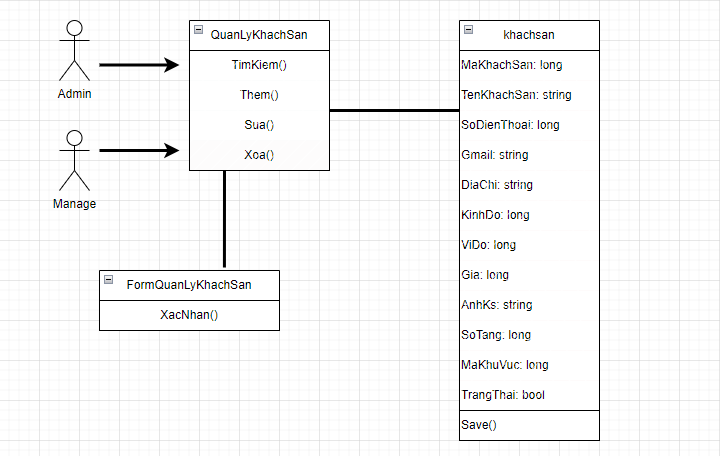 Admin
Manage
QuanLyKhachSan
TimKiem()
Them()
Sua()
Xoa()
FormQuanLyKhachSan
XacNhan()
khachsan
MaKhachSan: long
TenKhachSan: string
SoDienThoai: long
Gmail: string
DiaChi: string
KinhDo: long
ViDo: long
Gia: long
AnhKs: string
SoTang: long
MaKhuVuc: long
TrangThai: bool
Save()